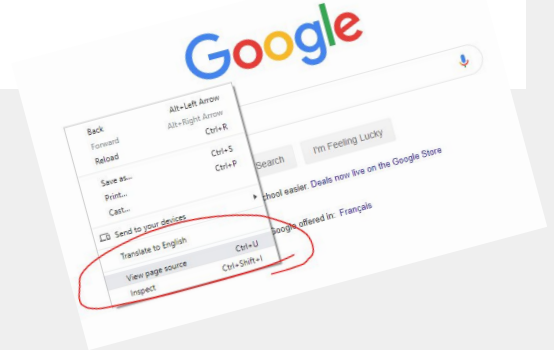 Google
Back Alt+Left Arrow
Forward Alt+Right Arrow
Reload Ctrl+R
Save as... Ctrl+S
Print... Ctrl+P
Cast...
Send to your devices
Translate to English
View page source Ctrl+U
Inspect Ctrl+Shift+I
Search
I'm Feeling Lucky
chool easier. Deals now live on the Google Store
Google offered in: Français